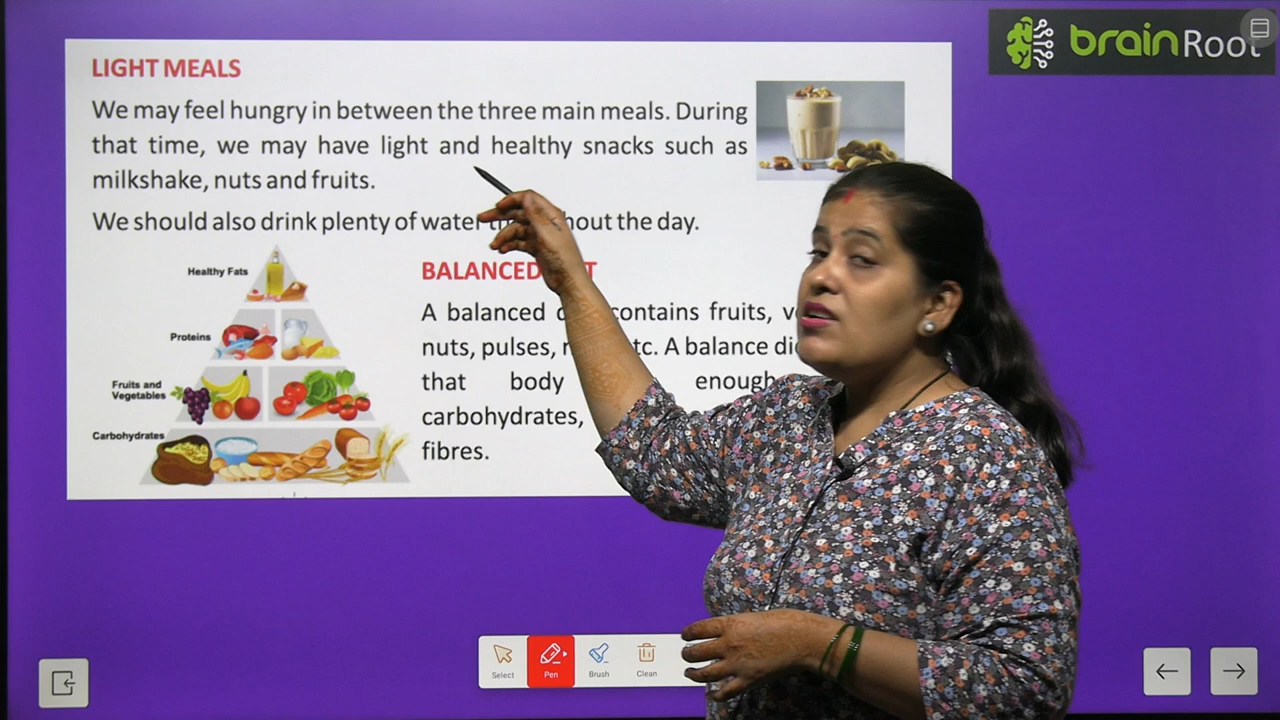 brainRoot
LIGHT MEALS
We may feel hungry in between the three main meals. During
that time, we may have light and healthy snacks such as
milkshake, nuts and fruits.
We should also drink plenty of water the day.
Healthy Fats
Proteins
Fruits and
Vegetables
Carbohydrates
BALANCED
A balanced contains fruits,
nuts, pulses, etc. A balance
that body enough
carbohydrates,
fibres.
Select
Pen
Brush
Clean